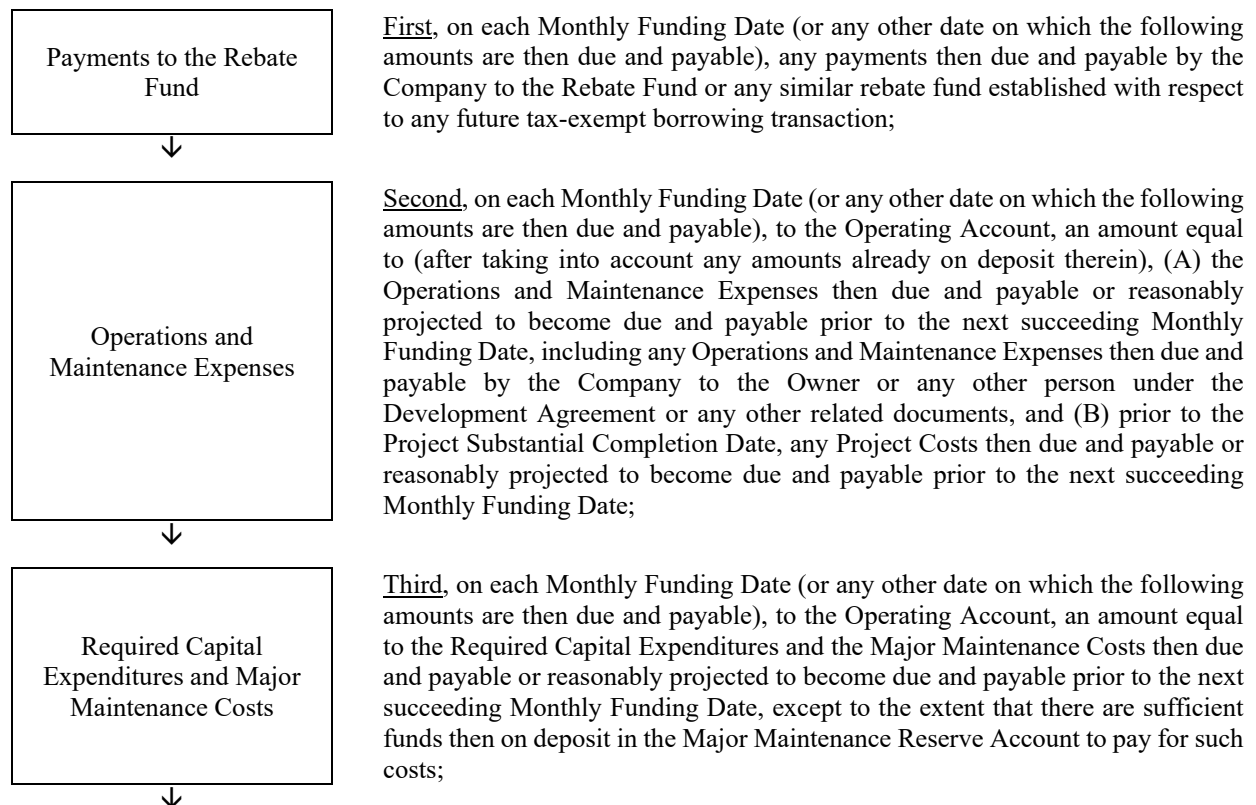 Payments to the Rebate
Fund
First, on each Monthly Funding Date (or any other date on which the following
amounts are then due and payable), any payments then due and payable by the
Company to the Rebate Fund or any similar rebate fund established with respect
to any future tax-exempt borrowing transaction;
Operations and
Maintenance Expenses
Second, on each Monthly Funding Date (or any other date on which the following
amounts are then due and payable), to the Operating Account, an amount equal
to (after taking into account any amounts already on deposit therein), (A) the
Operations and Maintenance Expenses then due and payable or reasonably
projected to become due and payable prior to the next succeeding Monthly
Funding Date, including any Operations and Maintenance Expenses then due and
payable by the Company to the Owner or any other person under the
Development Agreement or any other related documents, and (B) prior to the
Project Substantial Completion Date, any Project Costs then due and payable or
reasonably projected to become due and payable prior to the next succeeding
Monthly Funding Date;
Required Capital
Expenditures and Major
Maintenance Costs
Third, on each Monthly Funding Date (or any other date on which the following
amounts are then due and payable), to the Operating Account, an amount equal
to the Required Capital Expenditures and the Major Maintenance Costs then due
and payable or reasonably projected to become due and payable prior to the next
succeeding Monthly Funding Date, except to the extent that there are sufficient
funds then on deposit in the Major Maintenance Reserve Account to pay for such
costs;